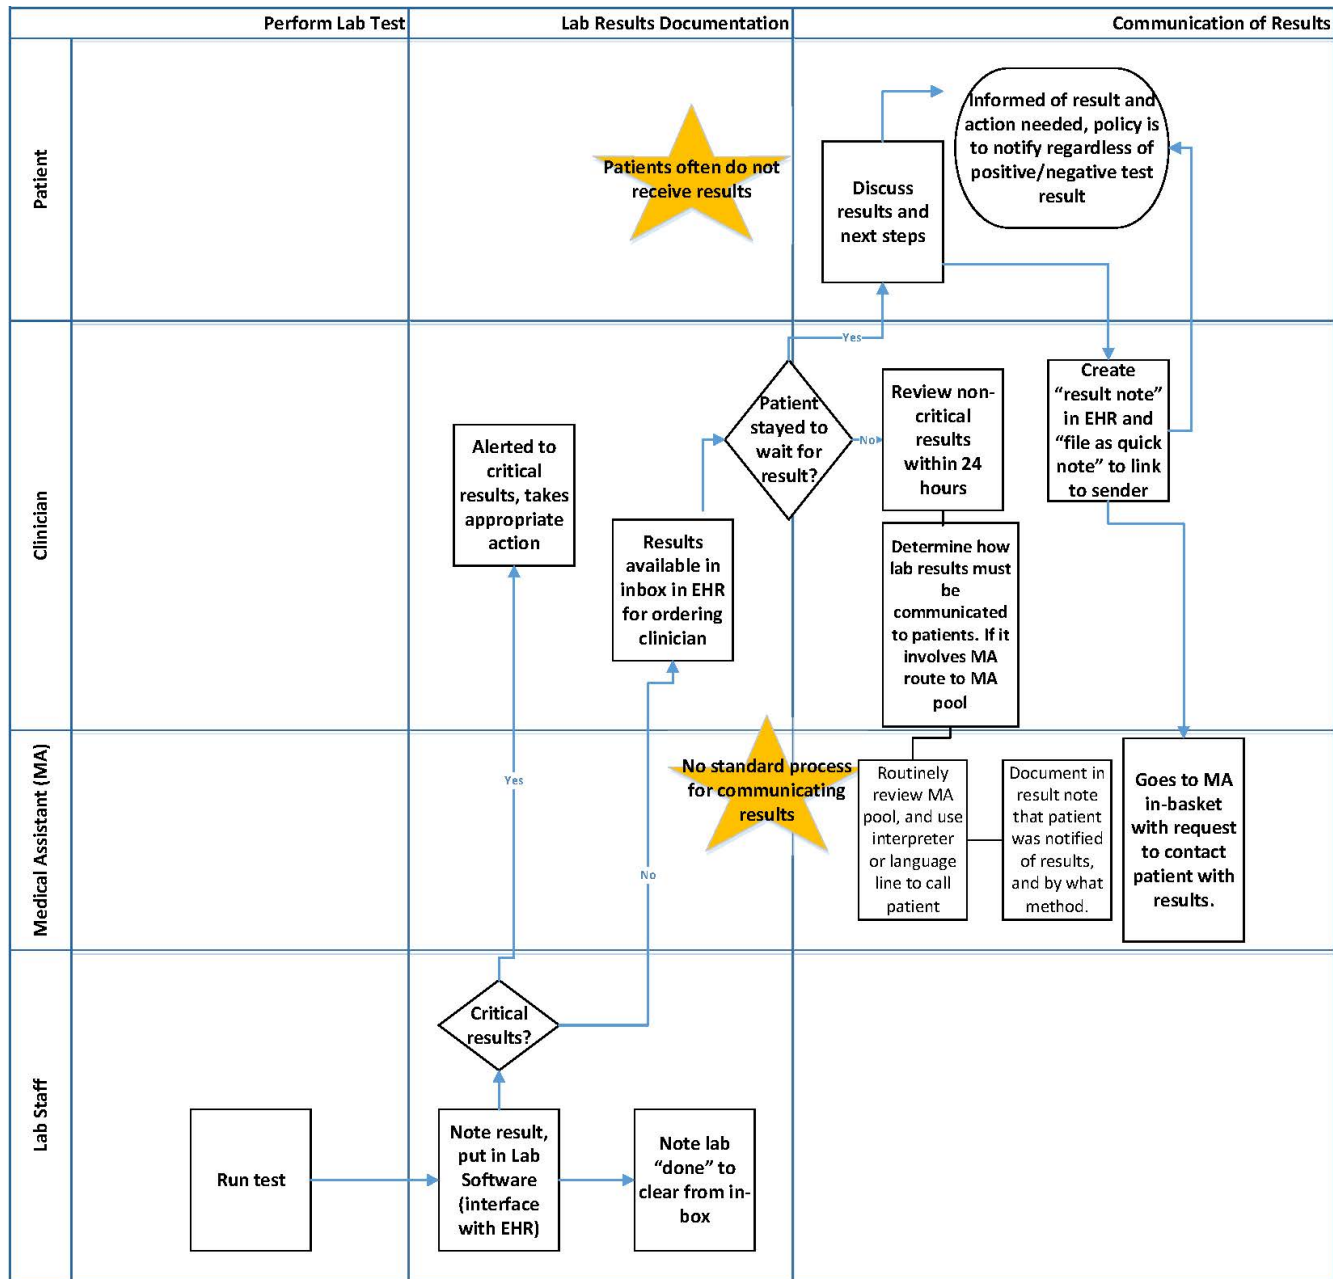 Perform Lab Test
Lab Results Documentation
Communication of Results
Patient
Patients often do not
receive results
Discuss
results and
next steps
Informed of result and
action needed, policy is
to notify regardless of
positive/negative test
result
Clinician
Alerted to
critical
results, takes
appropriate
action
Results
available in
inbox in EHR
for ordering
clinician
Patient
stayed to
wait for
result?
Yes
No
Review non-
critical
results
within 24
hours
Determine how
lab results must
be
communicated
to patients. If it
involves MA
route to MA
pool
Create
“result note”
in EHR and
“file as quick
note” to link
to sender
Medical Assistant (MA)
Yes
No
No standard process
for communicating
results
Routinely
review MA
pool, and use
interpreter
or language
line to call
patient
Document in
result note
that patient
was notified
of results,
and by what
method.
Goes to MA
in-basket
with request
to contact
patient with
results.
Lab Staff
Critical
results?
Run test
Note result,
put in Lab
Software
(interface
with EHR)
Note lab
“done” to
clear from in-
box